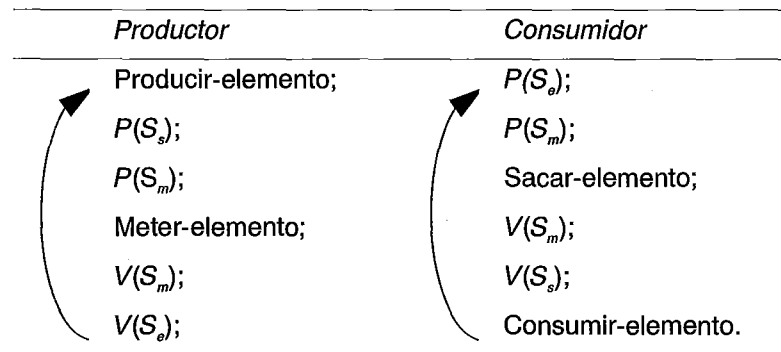 Productor Consumidor
Producir-elemento; P(Sₑ);
P(Sₛ); P(Sₘ);
P(Sₘ); Sacar-elemento;
Meter-elemento; V(Sₘ);
V(Sₘ); V(Sₛ);
V(Sₑ); Consumir-elemento.